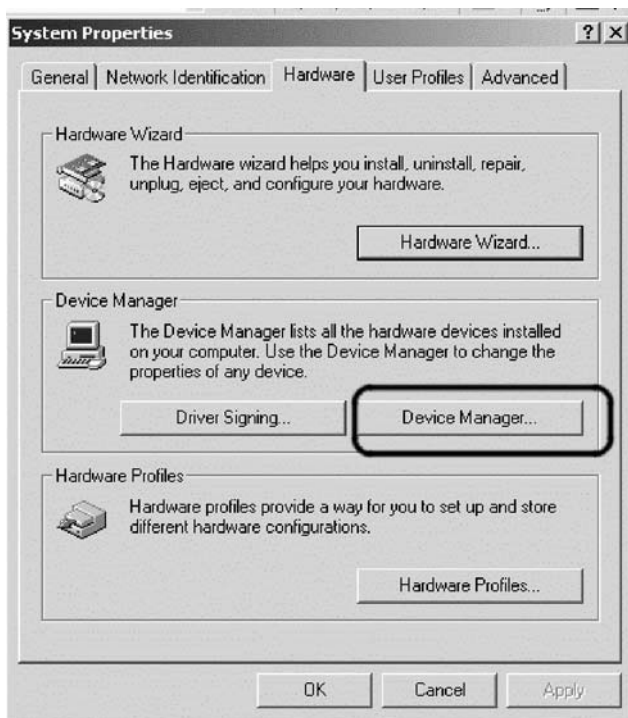 System Properties
General
Network Identification
Hardware
User Profiles
Advanced
Hardware Wizard
The Hardware wizard helps you install, uninstall, repair,
unplug, eject, and configure your hardware.
Hardware Wizard...
Device Manager
The Device Manager lists all the hardware devices installed
on your computer. Use the Device Manager to change the
properties of any device.
Driver Signing...
Device Manager...
Hardware Profiles
Hardware profiles provide a way for you to set up and store
different hardware configurations.
Hardware Profiles...
OK
Cancel
Apply